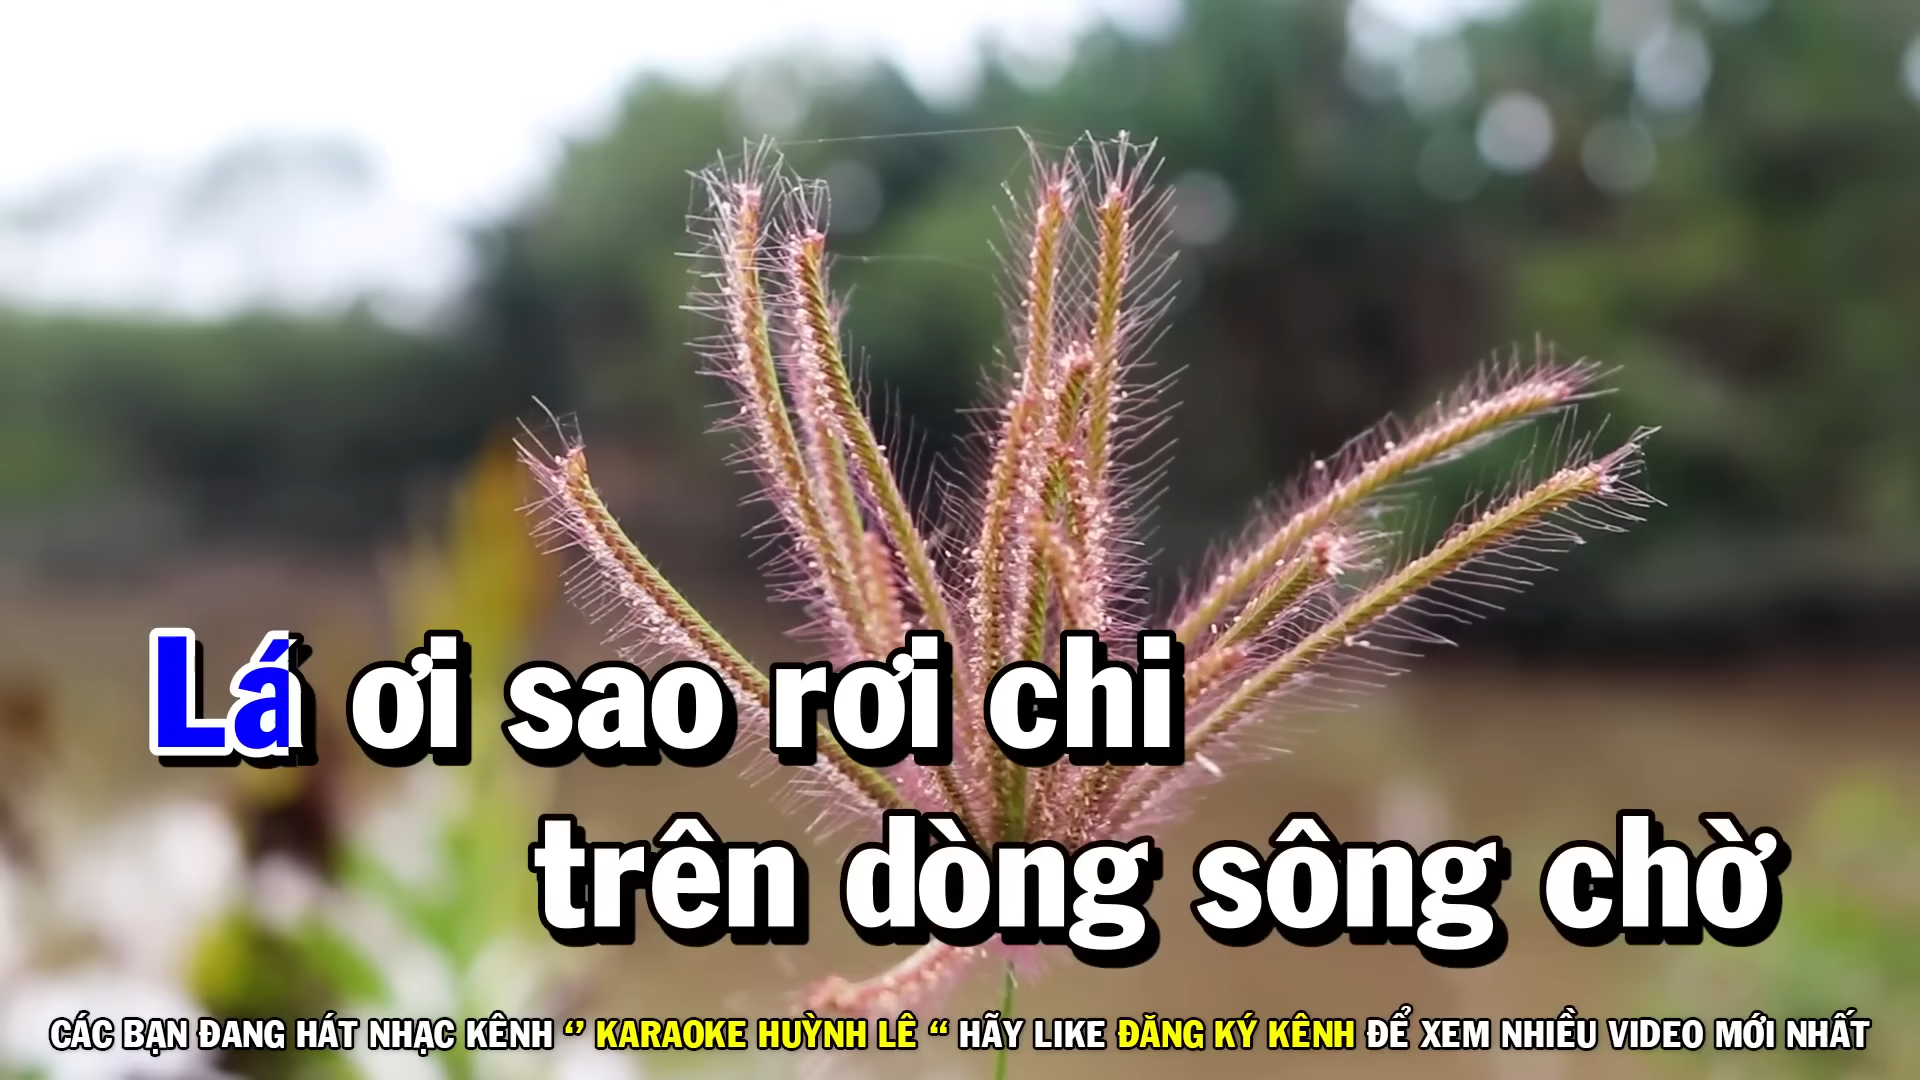 Lá ơi sao rơi chi
trên dòng sông chờ
CÁC BẠN ĐANG HÁT NHẠC KÊNH “ KARAOKE HUỲNH LÊ “ HÃY LIKE ĐĂNG KÝ KÊNH ĐỂ XEM NHIỀU VIDEO MỚI NHẤT